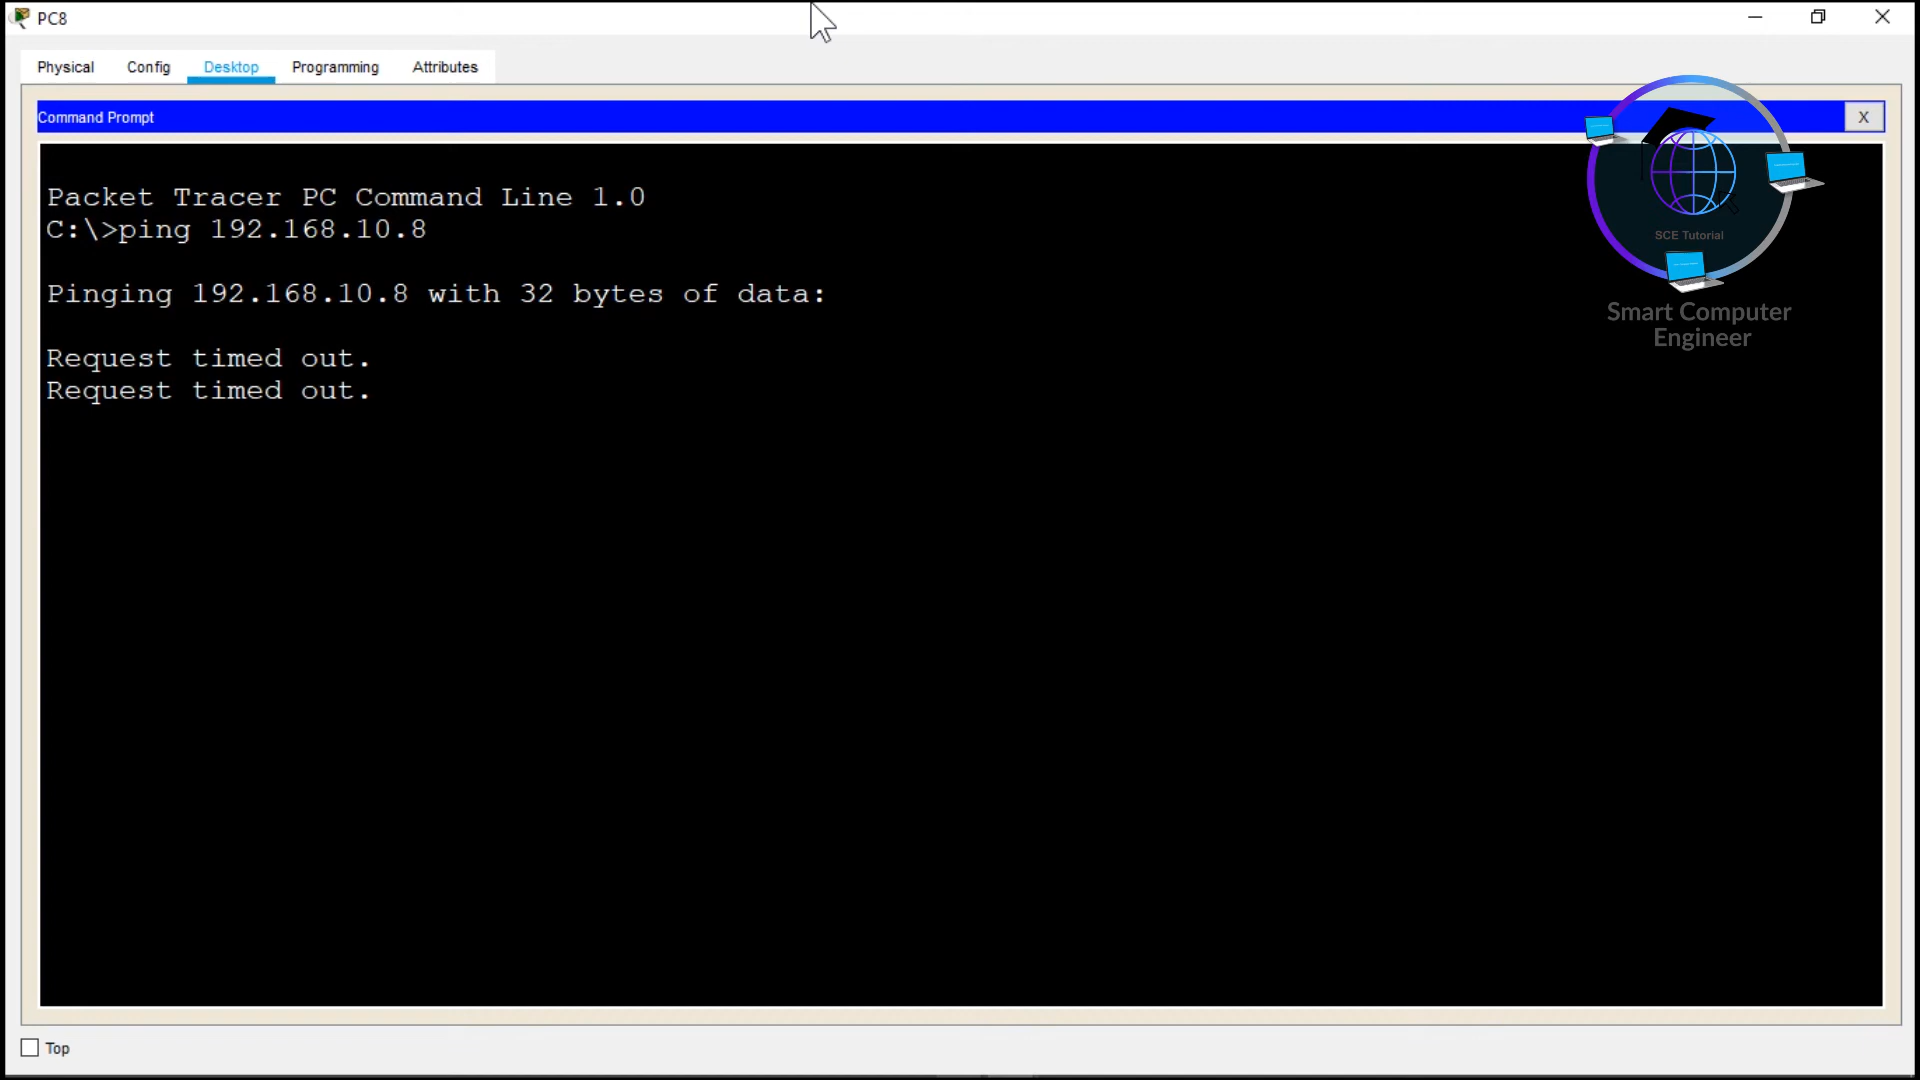 PC8
Physical Config Desktop Programming Attributes
Command Prompt
X
Packet Tracer PC Command Line 1.0
C:\>ping 192.168.10.8
Pinging 192.168.10.8 with 32 bytes of data:
Request timed out.
Request timed out.
SCE Tutorial
Smart Computer
Engineer
Top